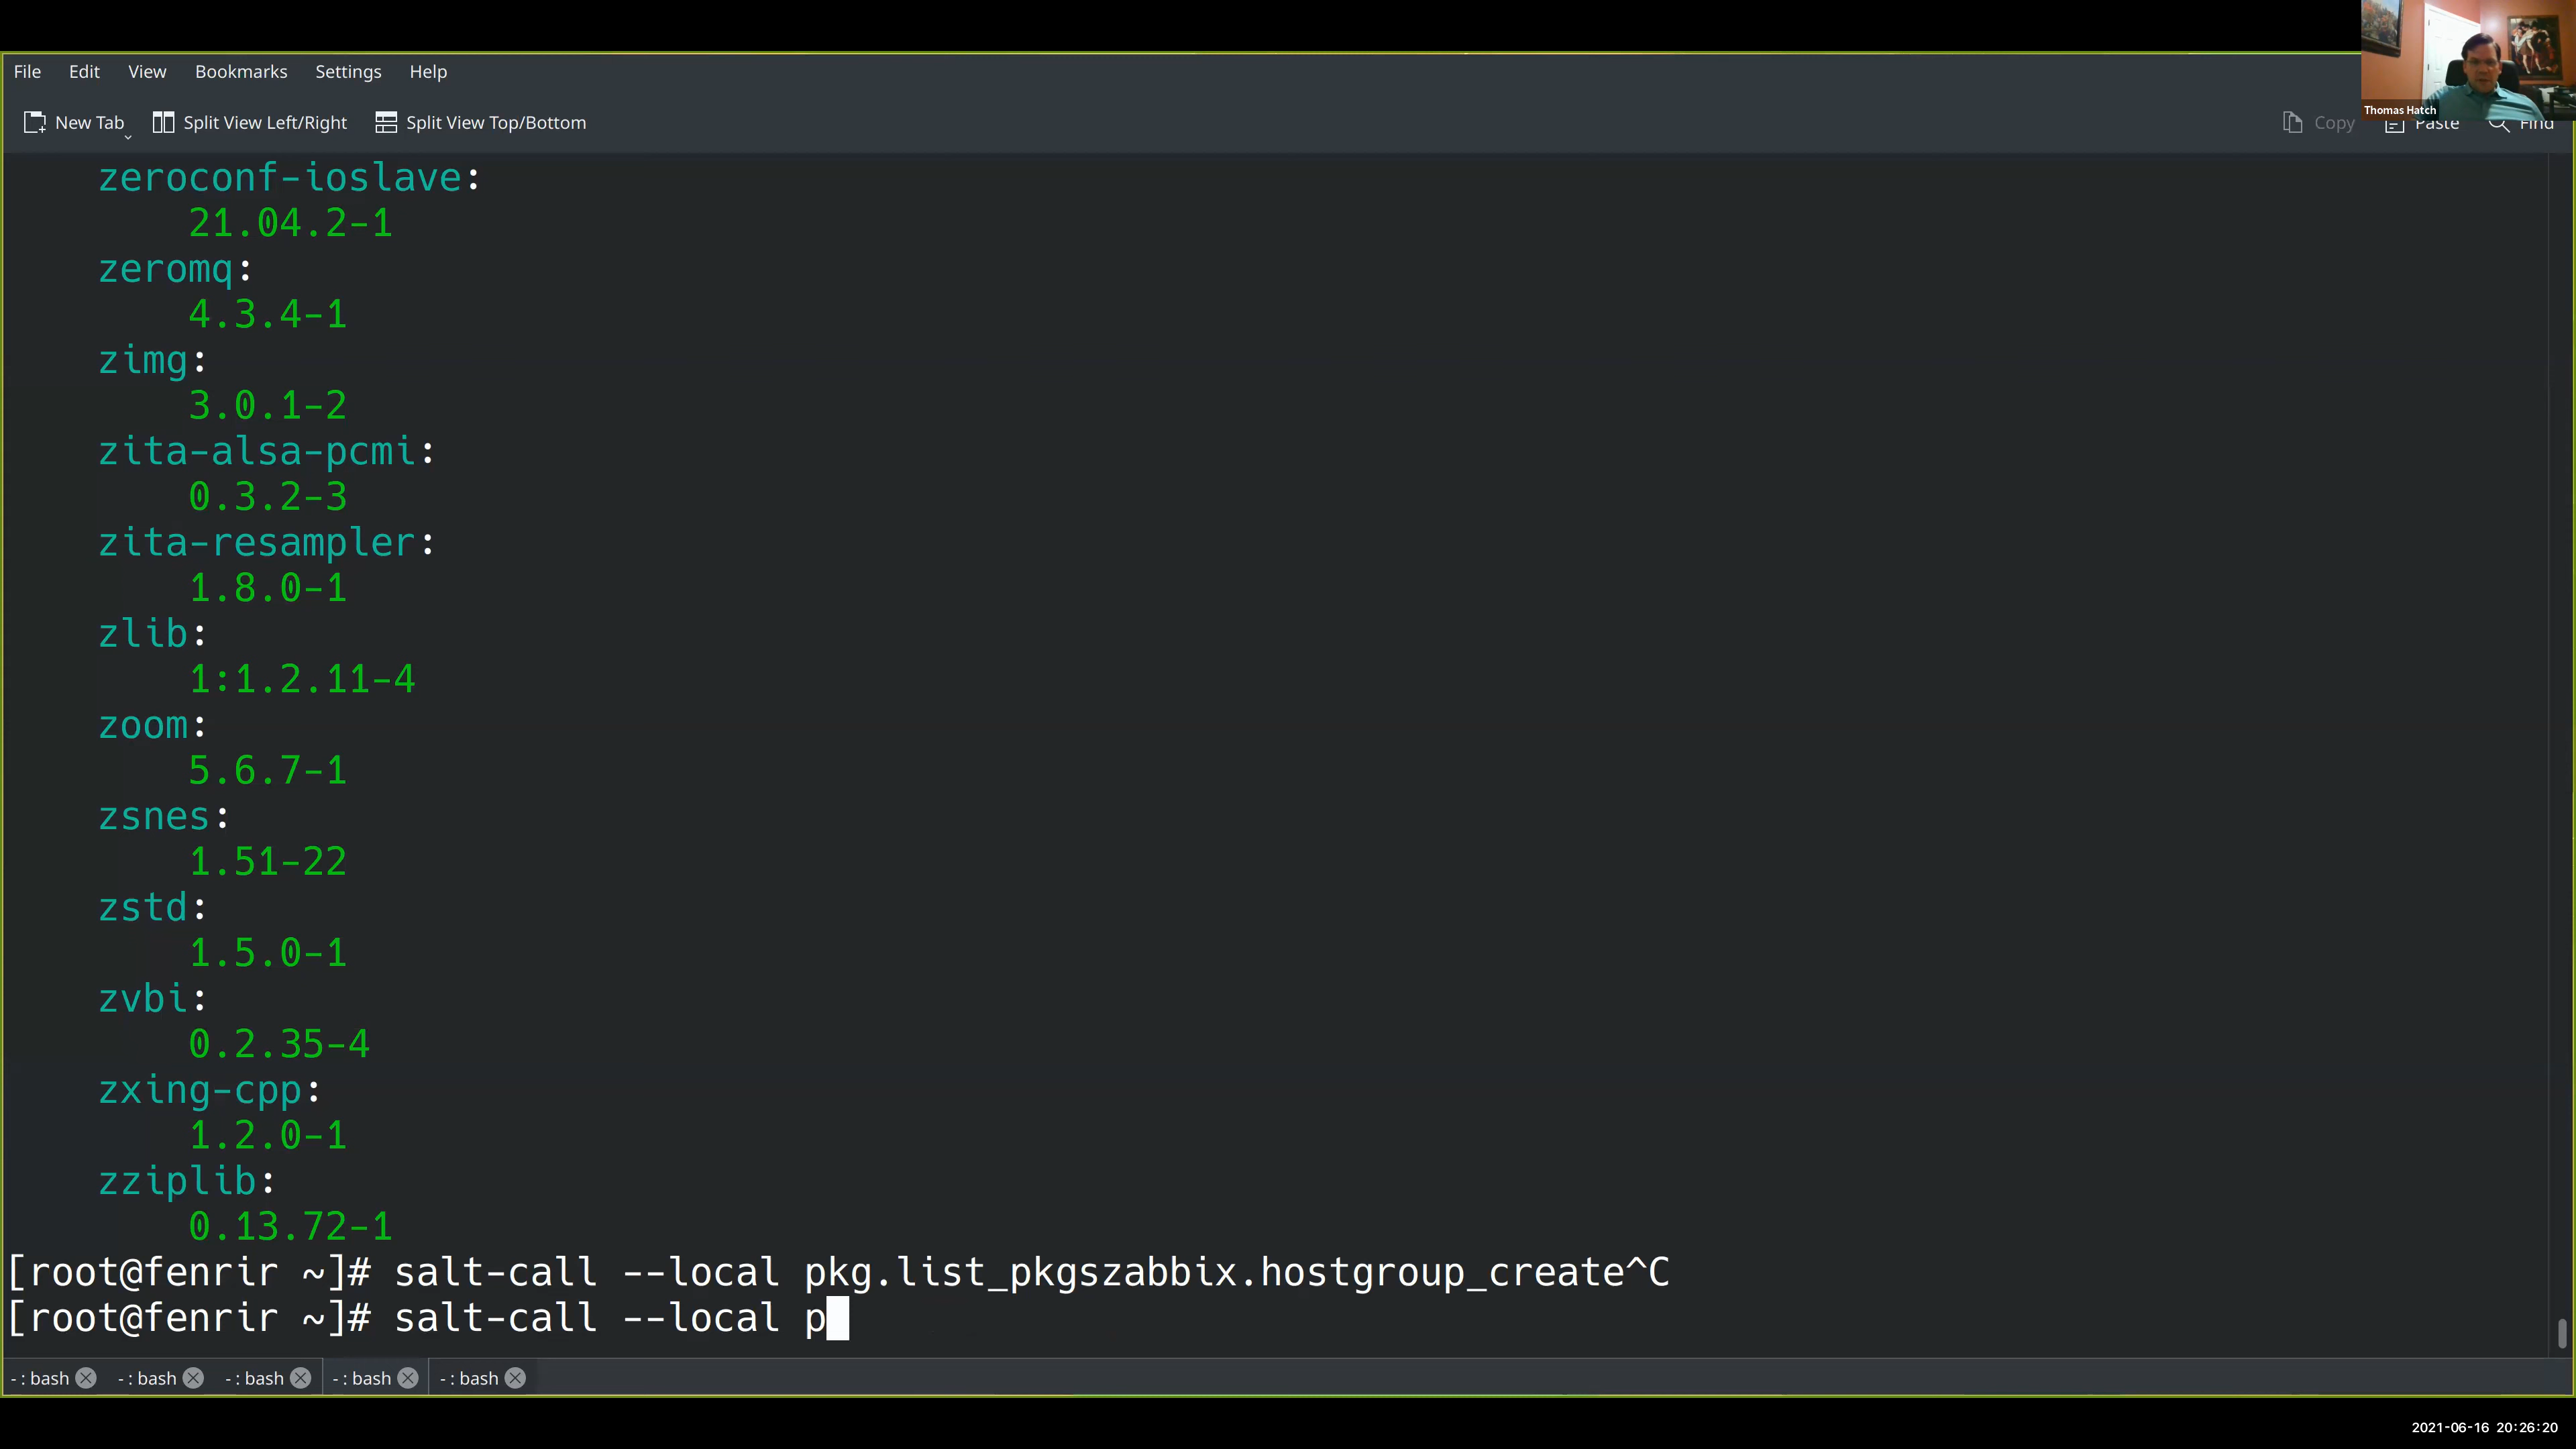 Thomas Hatch
File Edit View Bookmarks Settings Help
New Tab Split View Left/Right Split View Top/Bottom Copy Paste Find
zeroconf-ioslave:
21.04.2-1
zeromq:
4.3.4-1
zimg:
3.0.1-2
zita-alsa-pcmi:
0.3.2-3
zita-resampler:
1.8.0-1
zlib:
1:1.2.11-4
zoom:
5.6.7-1
zsnes:
1.51-22
zstd:
1.5.0-1
zvbi:
0.2.35-4
zxing-cpp:
1.2.0-1
zziplib:
0.13.72-1
[root@fenrir ~]# salt-call --local pkg.list_pkgszabbix.hostgroup_create^C
[root@fenrir ~]# salt-call --local p
- : bash - : bash - : bash - : bash - : bash
2021-06-16 20:26:20